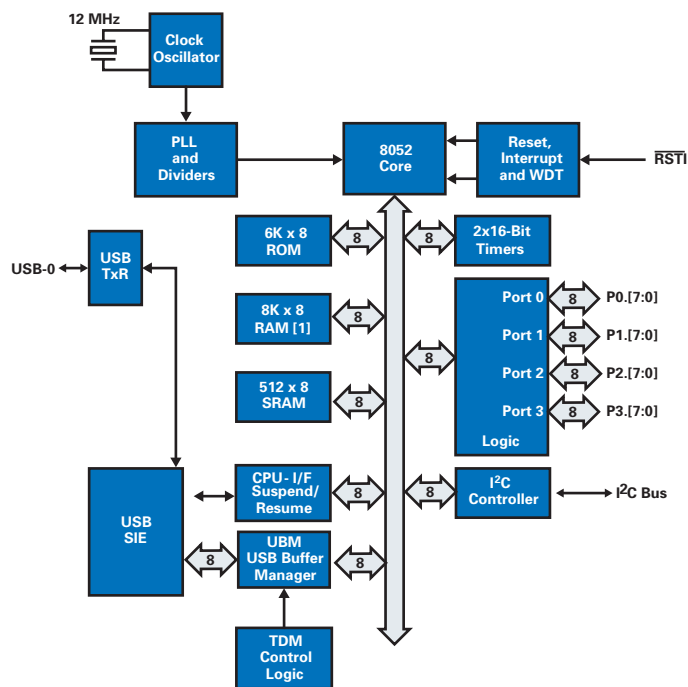 12 MHz
Clock
Oscillator
PLL
and
Dividers
8052
Core
Reset,
Interrupt
and WDT
RSTI
6K x 8
ROM
8
8
2x16-Bit
Timers
USB-0
USB
TxR
8K x 8
RAM [1]
8
8
Port 0
8
P0.[7:0]
Port 1
8
P1.[7:0]
Port 2
8
P2.[7:0]
Port 3
8
P3.[7:0]
Logic
512 x 8
SRAM
8
USB
SIE
CPU- I/F
Suspend/
Resume
8
8
I²C
Controller
I²C Bus
8
UBM
USB Buffer
Manager
8
TDM
Control
Logic